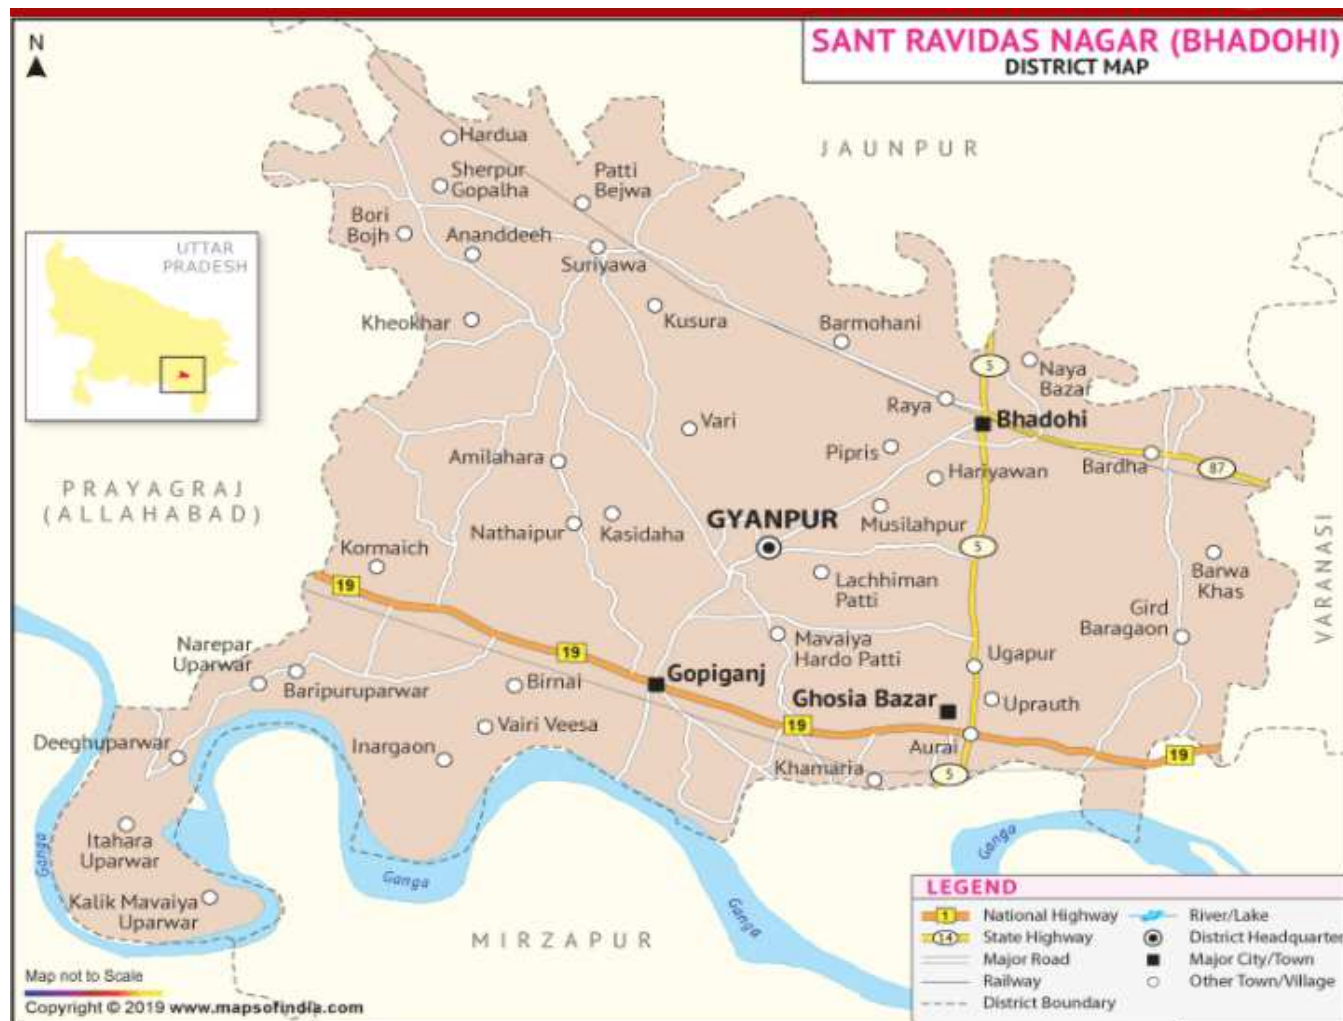 SANT RAVIDAS NAGAR (BHADOHI)
DISTRICT MAP
N
JAUNPUR
Hardua
Sherpur
Gopalha
Patti
Bejwa
Bori
Bojh
Ananddeeh
Suriyawa
UTTAR
PRADESH
Kheokhar
Kusura
Barmohani
5
Naya
Bazar
Raya
Bhadohi
Vari
Pipris
Amilahara
Hariyawan
Bardha
87
PRAYAGRAJ
(ALLAHABAD)
GYANPUR
Musilahpur
Nathaipur
Kasidaha
VARANASI
Kormaich
5
Barwa
Khas
19
Lachhiman
Patti
Gird
Baragaon
Narepar
Uparwar
Mavaiya
Hardo Patti
19
Ugapur
Baripuruparwar
Birnai
Gopiganj
Ghosia Bazar
Uprauth
Deeghuparwar
Inargaon
Vairi Veesa
19
Aurai
19
Khamaria
5
Itahara
Uparwar
Ganga
Ganga
Ganga
Ganga
Kalik Mavaiya
Uparwar
MIRZAPUR
LEGEND
1 National Highway
River/Lake
14 State Highway
District Headquarter
Major Road
Major City/Town
Railway
Other Town/Village
District Boundary
Map not to Scale
Copyright © 2019 www.mapsofindia.com